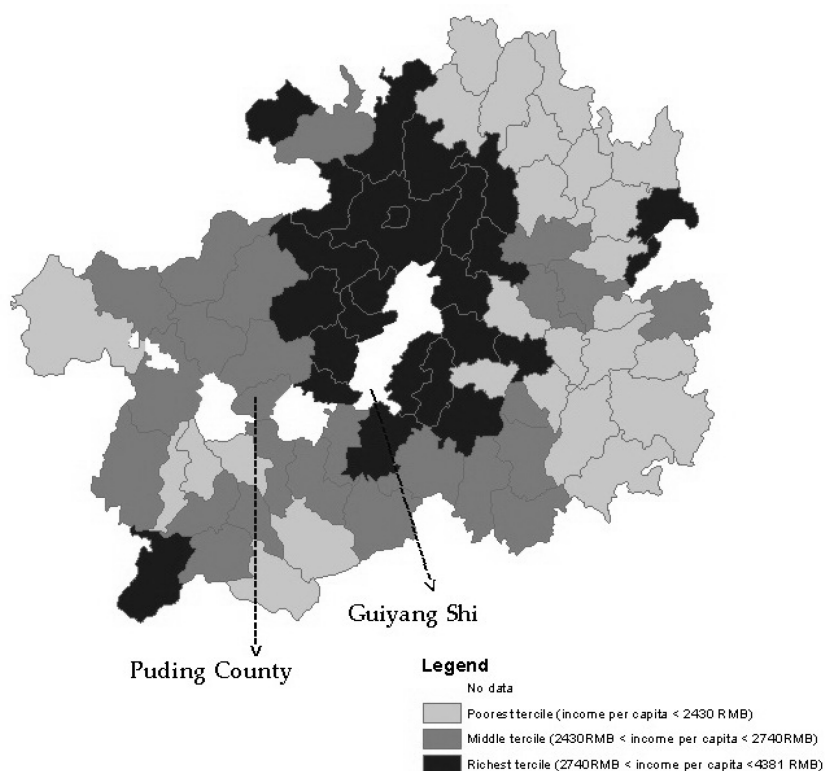 Guiyang Shi
Puding County
Legend
No data
Poorest tercile (income per capita < 2430 RMB)
Middle tercile (2430RMB < income per capita < 2740RMB)
Richest tercile (2740RMB < income per capita <4381 RMB)